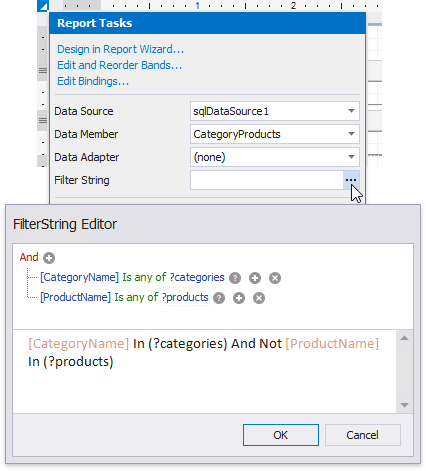 1 2
Report Tasks
Design in Report Wizard...
Edit and Reorder Bands...
Edit Bindings...
Data Source sqlDataSource1
Data Member CategoryProducts
Data Adapter (none)
Filter String ...
FilterString Editor
And
[CategoryName] Is any of ?categories ?
[ProductName] Is any of ?products ?
[CategoryName] In (?categories) And Not [ProductName]
In (?products)
OK Cancel